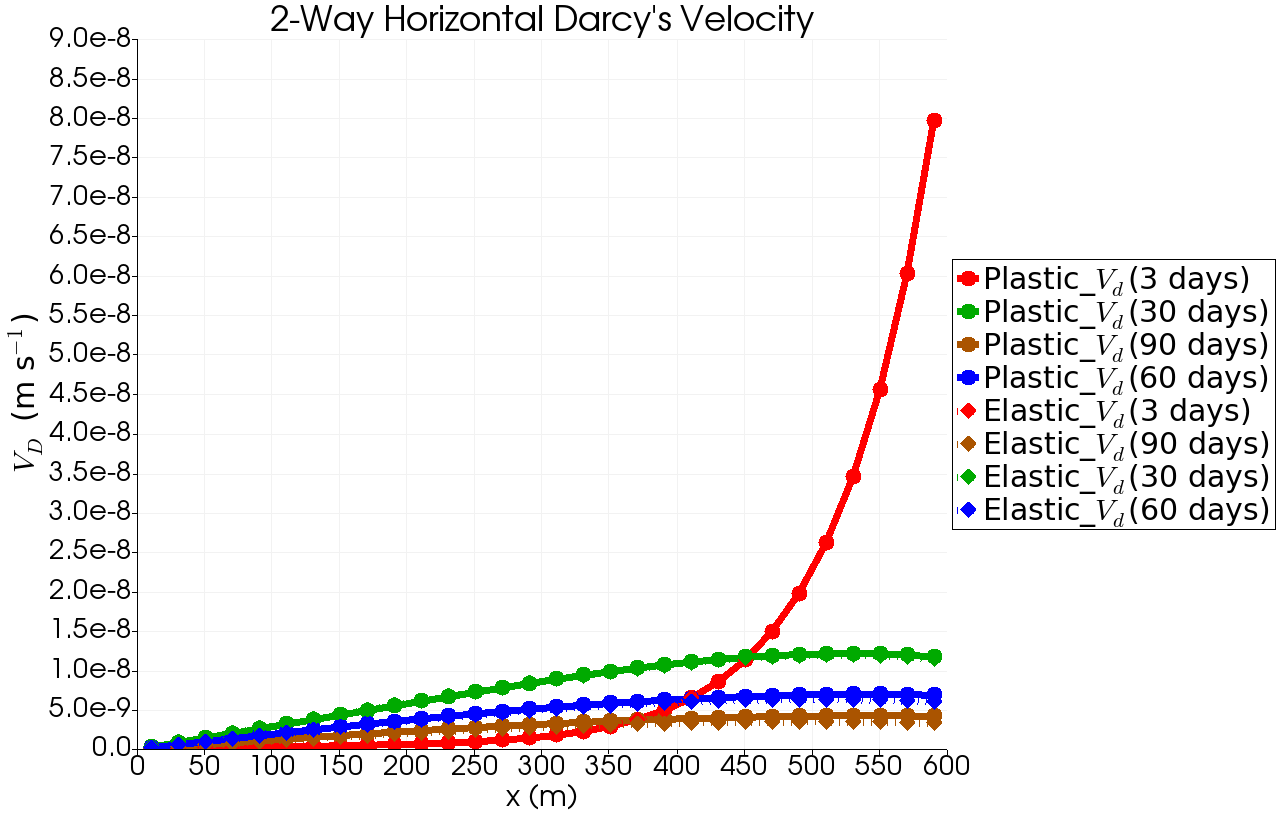 2-Way Horizontal Darcy's Velocity
9.0e-8
8.5e-8
8.0e-8
7.5e-8
7.0e-8
6.5e-8
6.0e-8
5.5e-8
5.0e-8
4.5e-8
4.0e-8
3.5e-8
3.0e-8
2.5e-8
2.0e-8
1.5e-8
1.0e-8
5.0e-9
0.0
V_D (m s⁻¹)
0 50 100 150 200 250 300 350 400 450 500 550 600
x (m)
Plastic_V_d(3 days)
Plastic_V_d(30 days)
Plastic_V_d(90 days)
Plastic_V_d(60 days)
Elastic_V_d(3 days)
Elastic_V_d(90 days)
Elastic_V_d(30 days)
Elastic_V_d(60 days)